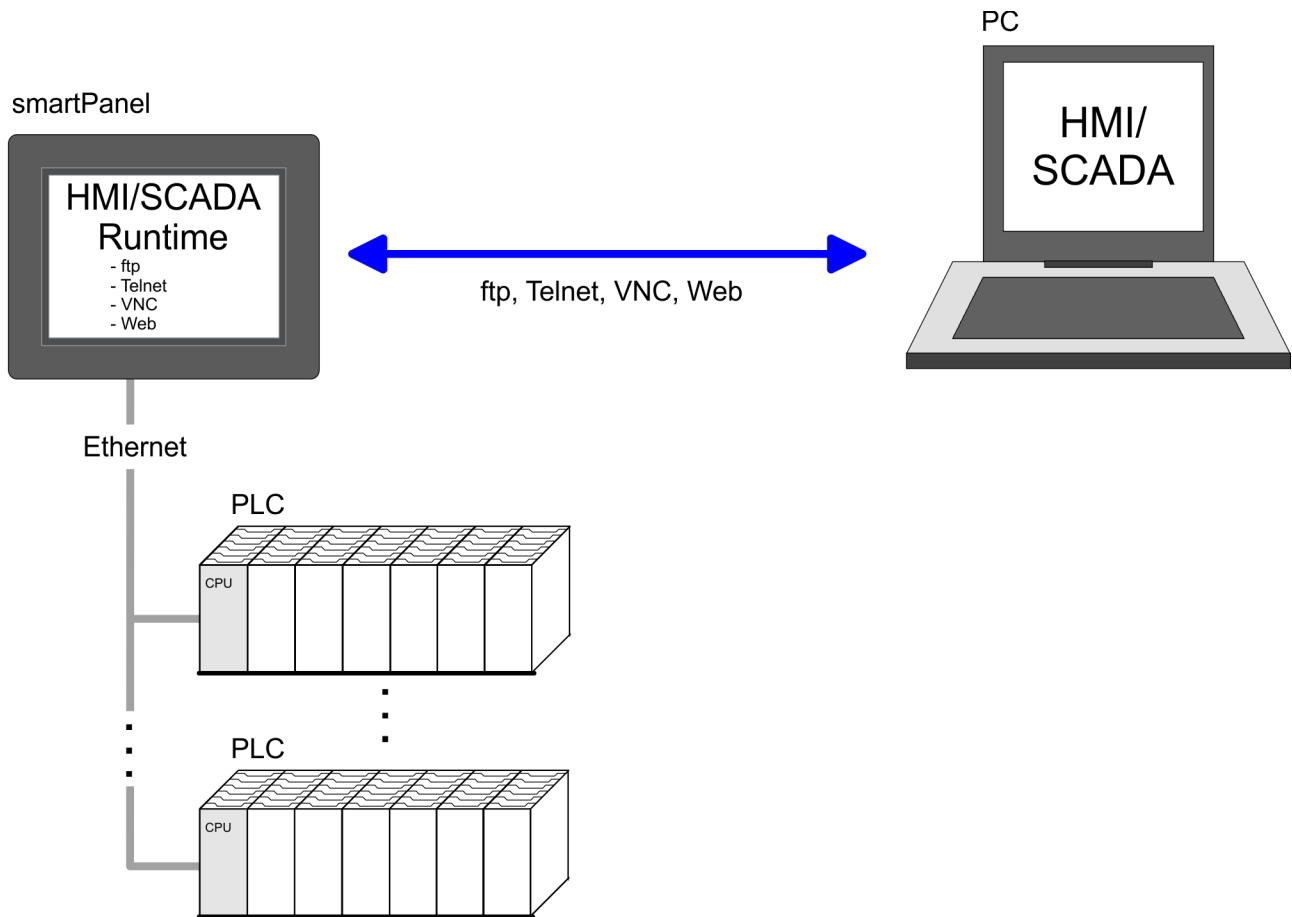 PC
smartPanel
HMI/SCADA
Runtime
- ftp
- Telnet
- VNC
- Web
ftp, Telnet, VNC, Web
HMI/
SCADA
Ethernet
PLC
CPU
PLC
CPU